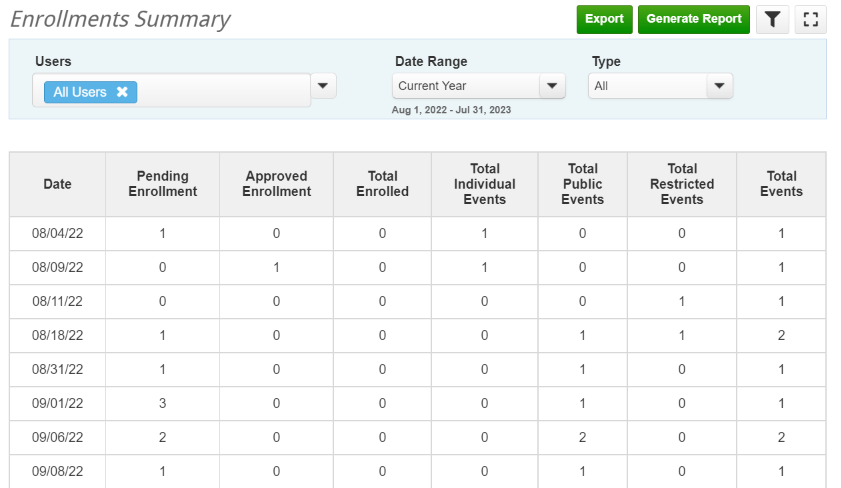 Enrollments Summary
Export Generate Report
Users Date Range Type
All Users Current Year All
Aug 1, 2022 - Jul 31, 2023
Date Pending Enrollment Approved Enrollment Total Enrolled Total Individual Events Total Public Events Total Restricted Events Total Events
08/04/22 1 0 0 1 0 0 1
08/09/22 0 1 0 1 0 0 1
08/11/22 0 0 0 0 0 1 1
08/18/22 1 0 0 0 1 1 2
08/31/22 1 0 0 0 1 0 1
09/01/22 3 0 0 0 1 0 1
09/06/22 2 0 0 0 2 0 2
09/08/22 1 0 0 0 1 0 1